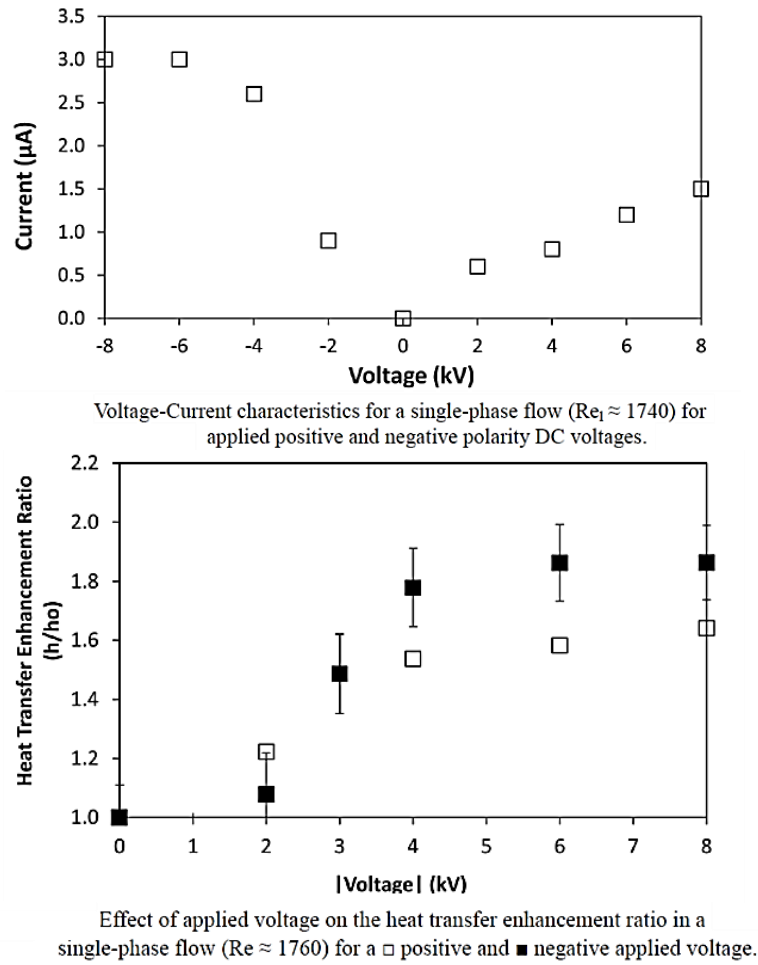 3.5
3.0
2.5
2.0
1.5
1.0
0.5
0.0
Current (µA)
-8 -6 -4 -2 0 2 4 6 8
Voltage (kV)
Voltage-Current characteristics for a single-phase flow (Reₗ ≈ 1740) for
applied positive and negative polarity DC voltages.
2.2
2.0
1.8
1.6
1.4
1.2
1.0
Heat Transfer Enhancement Ratio
(h/ho)
0 1 2 3 4 5 6 8
|Voltage| (kV)
Effect of applied voltage on the heat transfer enhancement ratio in a
single-phase flow (Re ≈ 1760) for a □ positive and ■ negative applied voltage.